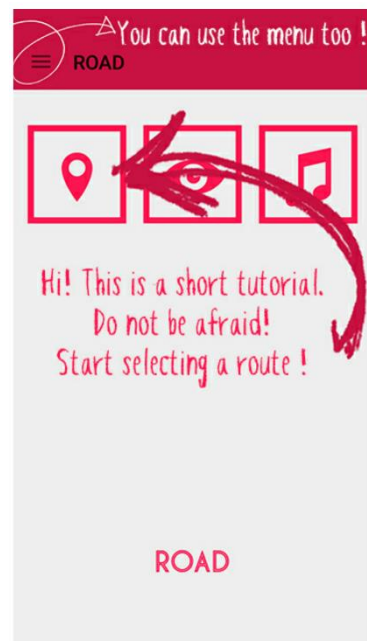 You can use the menu too !
ROAD
Hi! This is a short tutorial.
Do not be afraid!
Start selecting a route !
ROAD